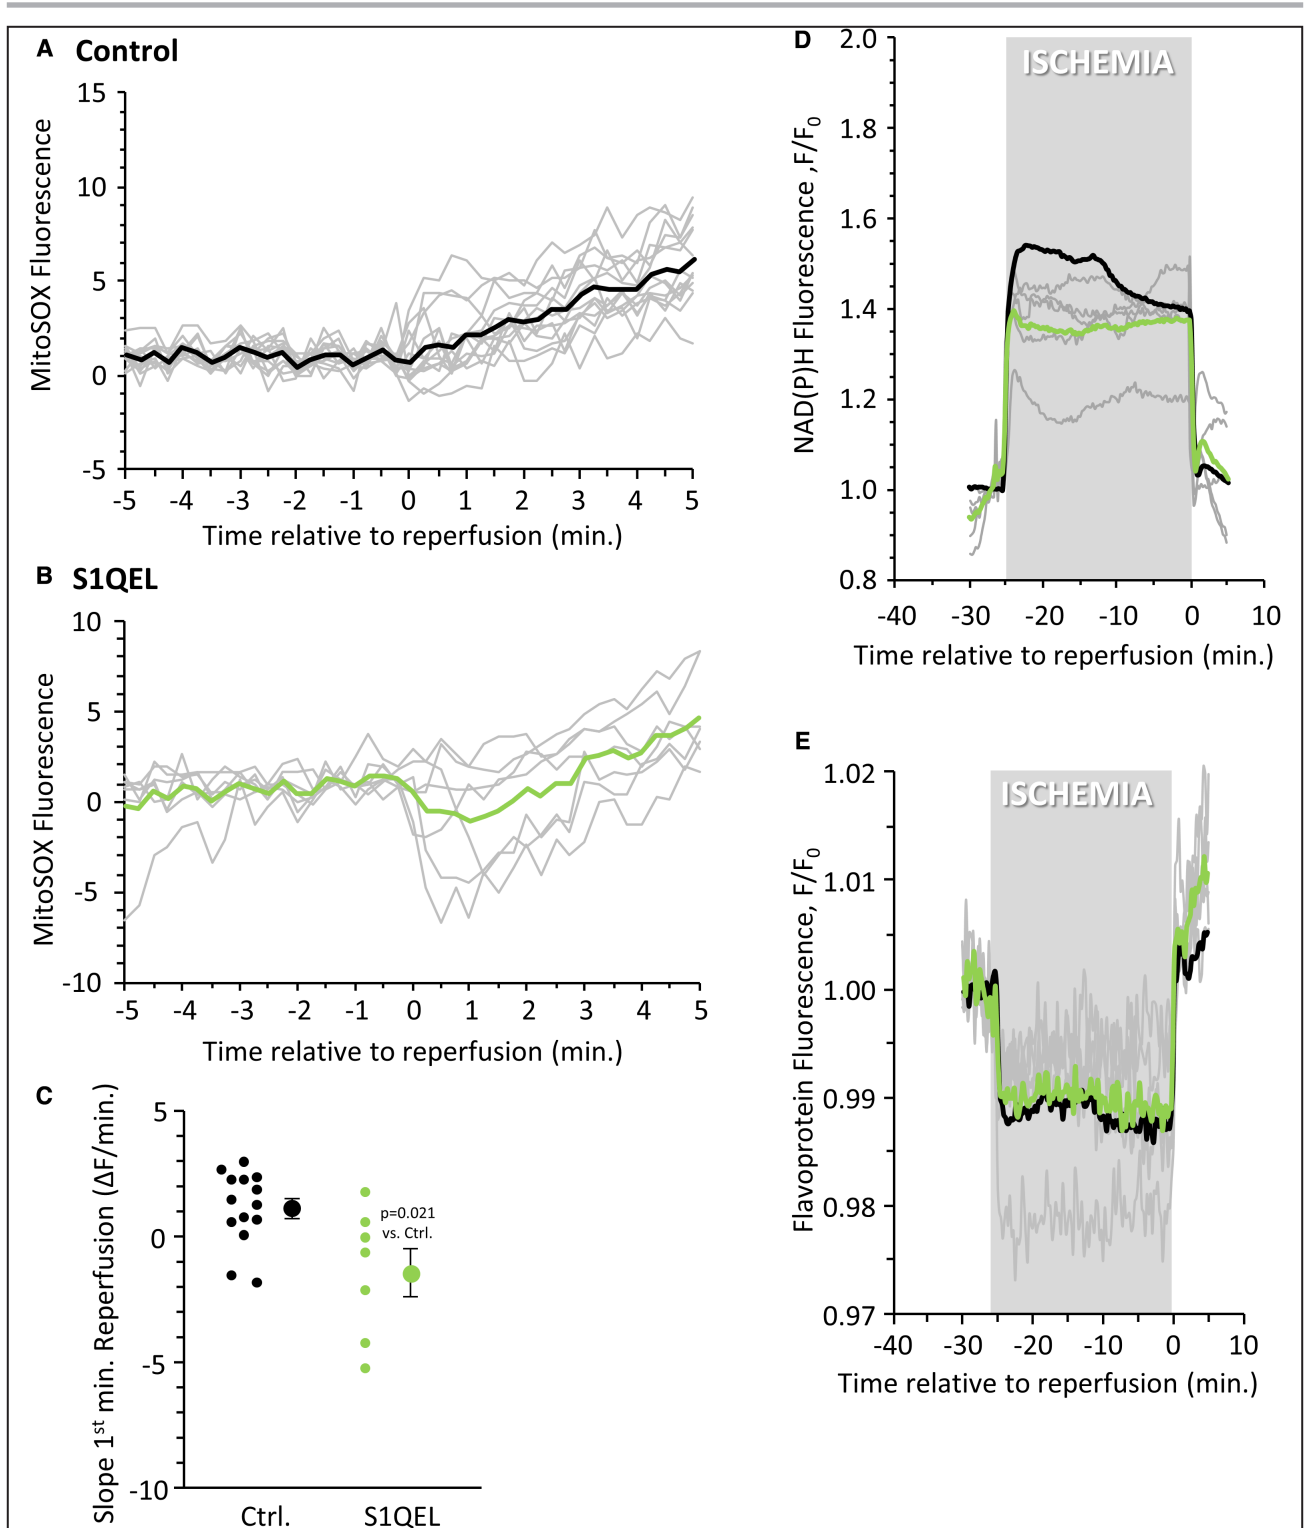 A Control
15
10
5
0
-5
MitoSOX Fluorescence
-5 -4 -3 -2 -1 0 1 2 3 4 5
Time relative to reperfusion (min.)
B S1QEL
10
5
0
-5
-10
MitoSOX Fluorescence
-5 -4 -3 -2 -1 0 1 2 3 4 5
Time relative to reperfusion (min.)
C
5
0
-5
-10
Slope 1st min. Reperfusion (ΔF/min.)
p=0.021
vs. Ctrl.
Ctrl. S1QEL
D
ISCHEMIA
2.0
1.8
1.6
1.4
1.2
1.0
0.8
NAD(P)H Fluorescence ,F/F0
-40 -30 -20 -10 0 10
Time relative to reperfusion (min.)
E
ISCHEMIA
1.02
1.01
1.00
0.99
0.98
0.97
Flavoprotein Fluorescence, F/F0
-40 -30 -20 -10 0 10
Time relative to reperfusion (min.)